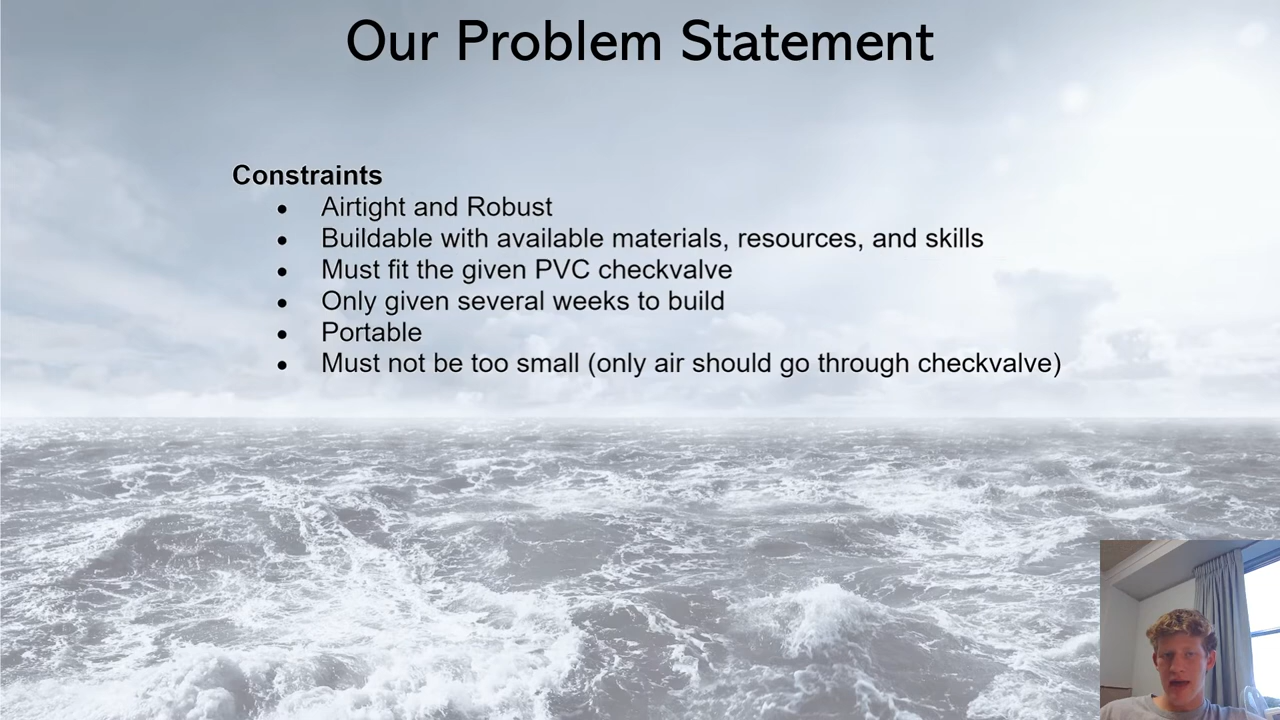 Our Problem Statement
Constraints
• Airtight and Robust
• Buildable with available materials, resources, and skills
• Must fit the given PVC checkvalve
• Only given several weeks to build
• Portable
• Must not be too small (only air should go through checkvalve)